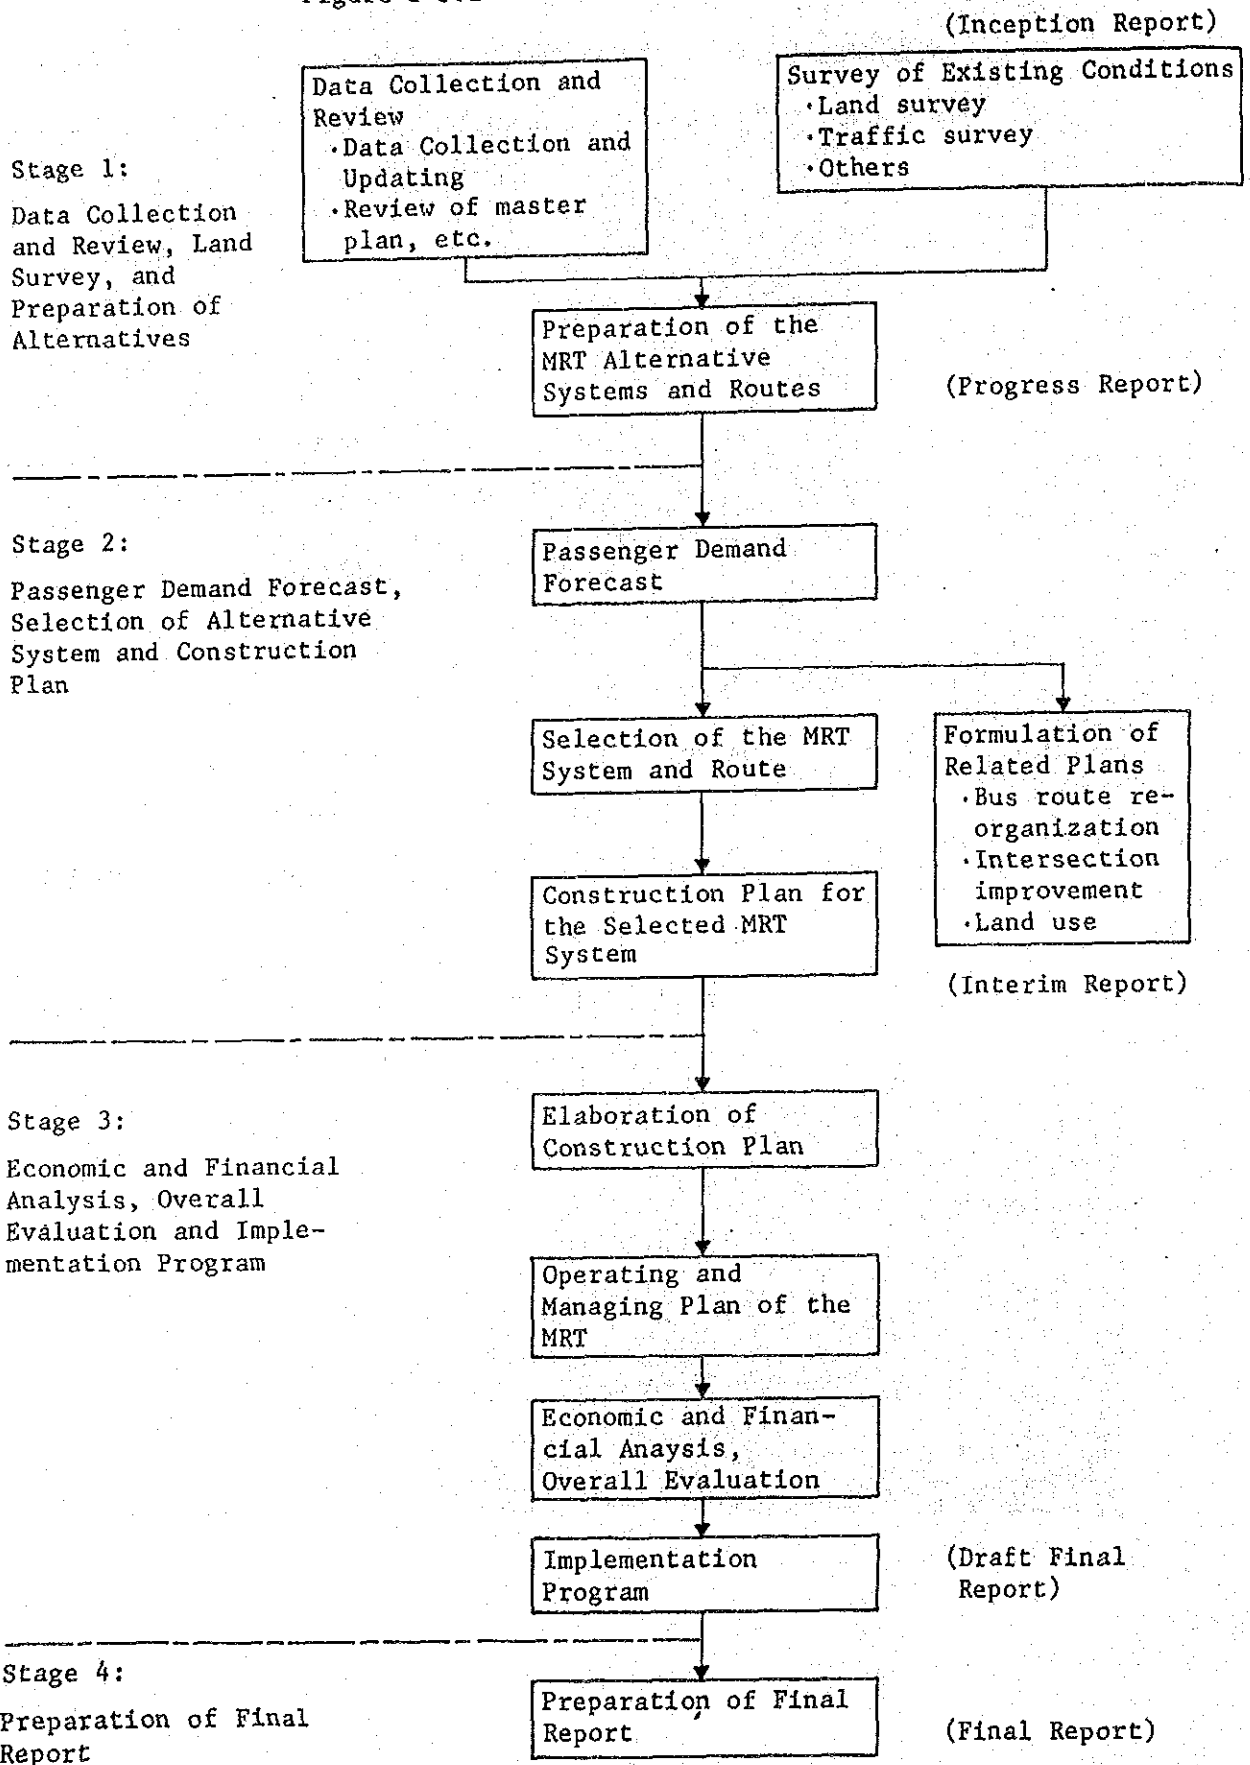 (Inception Report)
Data Collection and
Review
·Data Collection and
Updating
·Review of master
plan, etc.
Survey of Existing Conditions
·Land survey
·Traffic survey
·Others
Stage 1:
Data Collection
and Review, Land
Survey, and
Preparation of
Alternatives
Preparation of the
MRT Alternative
Systems and Routes
(Progress Report)
Stage 2:
Passenger Demand Forecast,
Selection of Alternative
System and Construction
Plan
Passenger Demand
Forecast
Selection of the MRT
System and Route
Formulation of
Related Plans
·Bus route re-
organization
·Intersection
improvement
·Land use
Construction Plan for
the Selected MRT
System
(Interim Report)
Stage 3:
Economic and Financial
Analysis, Overall
Evaluation and Imple-
mentation Program
Elaboration of
Construction Plan
Operating and
Managing Plan of the
MRT
Economic and Finan-
cial Anaysis,
Overall Evaluation
Implementation
Program
(Draft Final
Report)
Stage 4:
Preparation of Final
Report
Preparation of Final
Report
(Final Report)